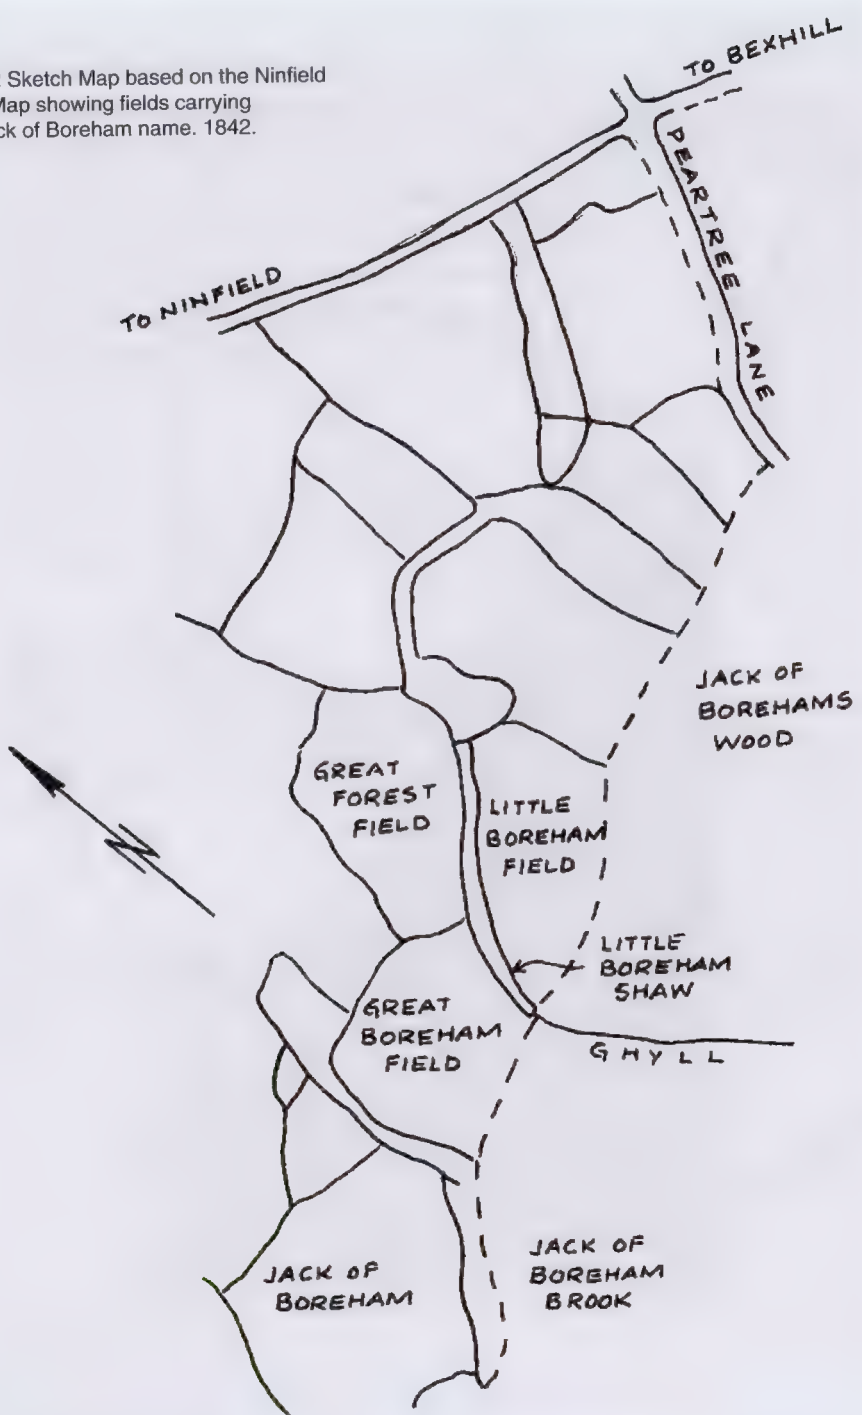 Sketch Map based on the Ninfield
Map showing fields carrying
of Boreham name. 1842.
TO BEXHILL
PEARTREE LANE
TO NINFIELD
JACK OF
BOREHAMS
WOOD
GREAT
FOREST
FIELD
LITTLE
BOREHAM
FIELD
LITTLE
BOREHAM
SHAW
GREAT
BOREHAM
FIELD
GHYLL
JACK OF
BOREHAM
JACK OF
BOREHAM
BROOK